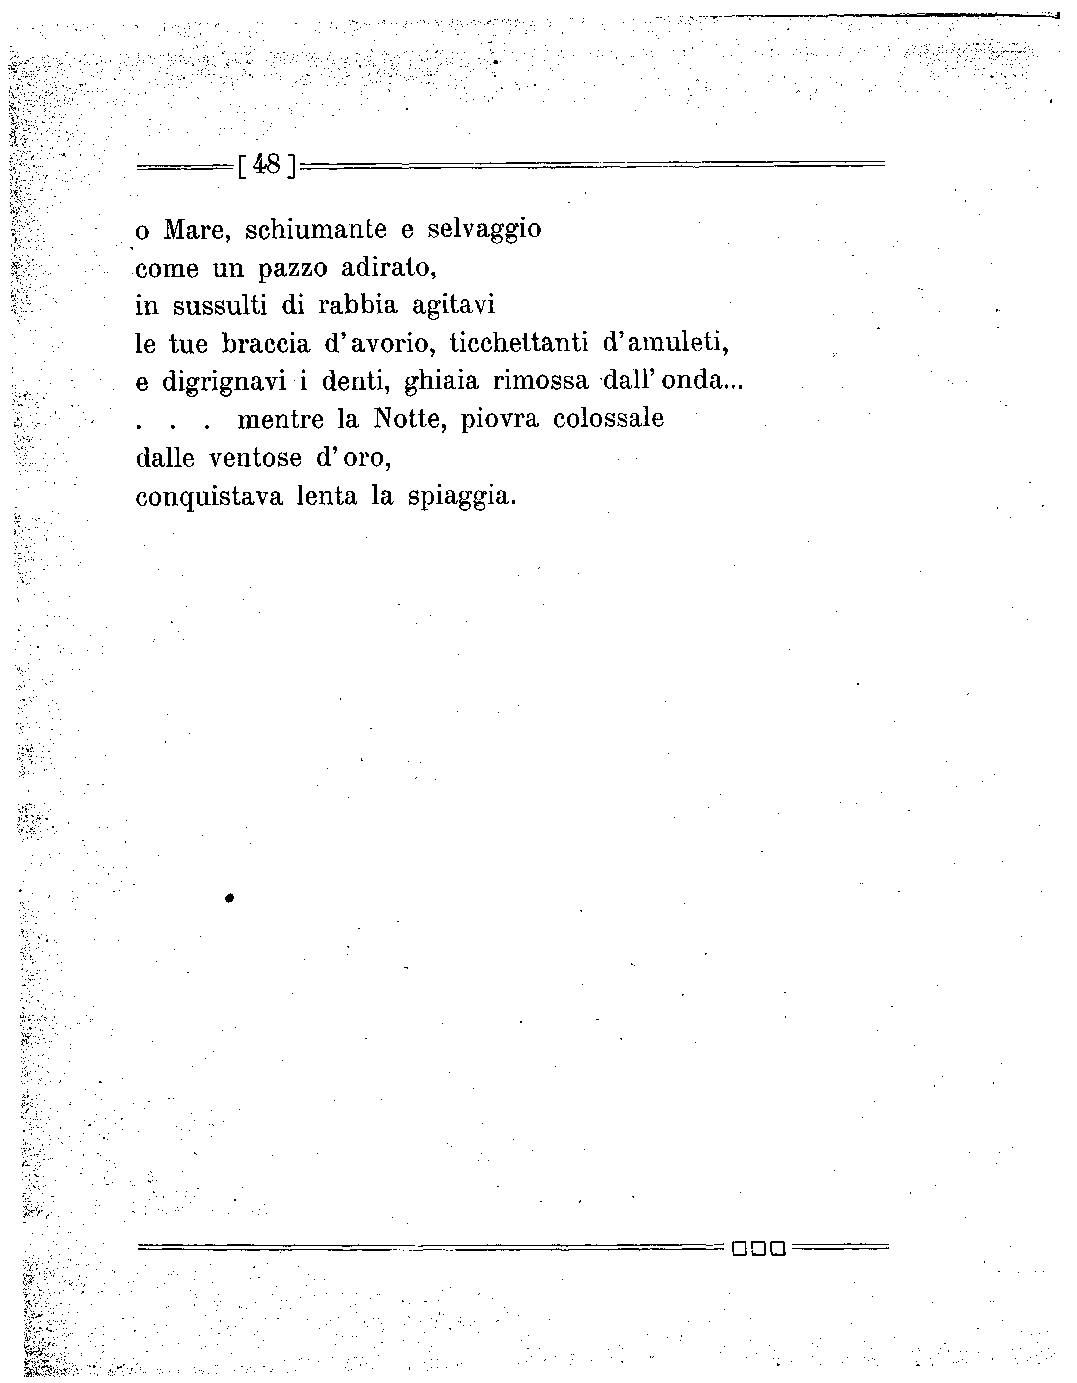 [ 48 ]
o Mare, schiumante e selvaggio
come un pazzo adirato,
in sussulti di rabbia agitavi
le tue braccia d'avorio, ticchettanti d'amuleti,
e digrignavi i denti, ghiaia rimossa dall'onda...
. . . mentre la Notte, piovra colossale
dalle ventose d'oro,
conquistava lenta la spiaggia.